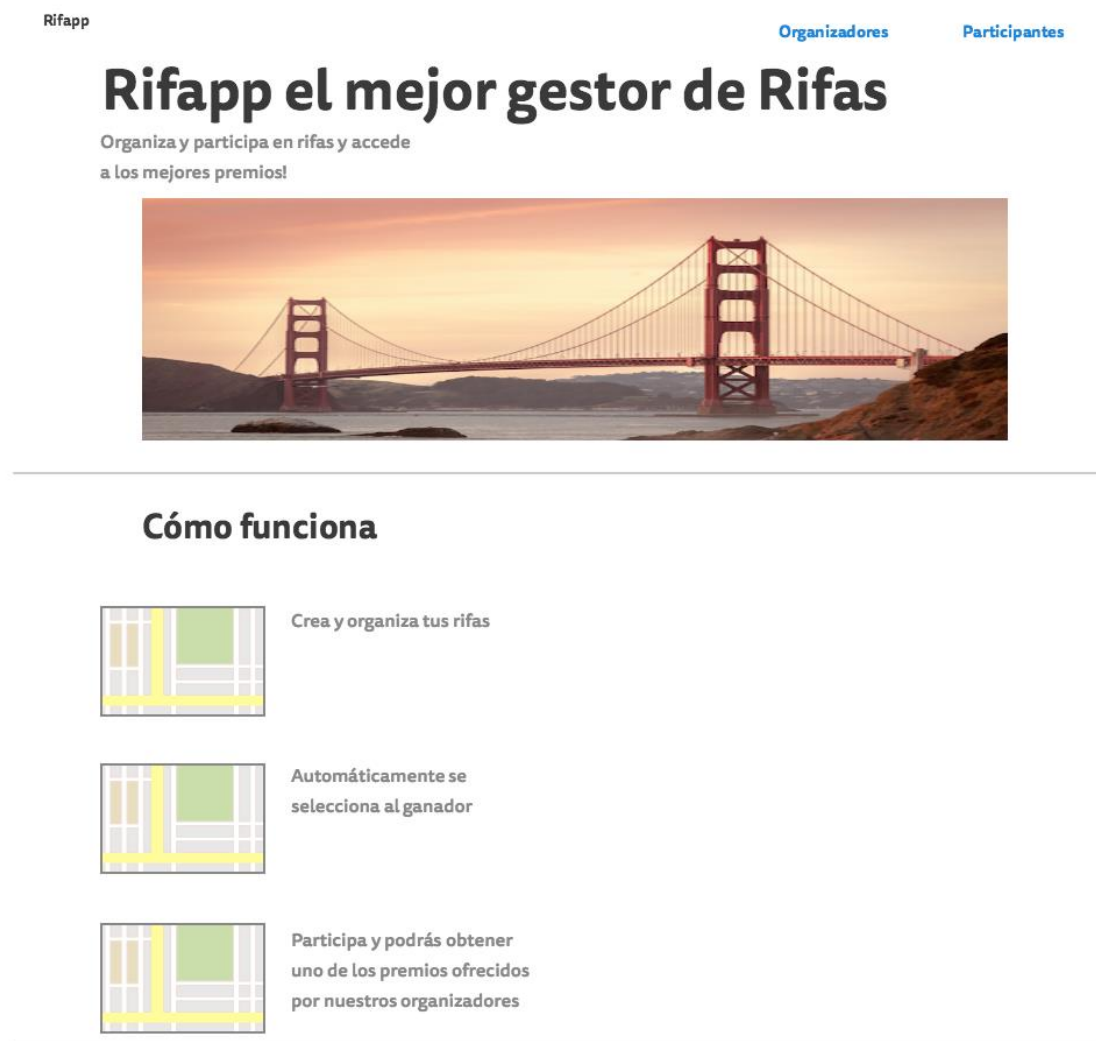 Rifapp
Organizadores
Participantes
Rifapp el mejor gestor de Rifas
Organiza y participa en rifas y accede
a los mejores premios!
Cómo funciona
Crea y organiza tus rifas
Automáticamente se
selecciona al ganador
Participa y podrás obtener
uno de los premios ofrecidos
por nuestros organizadores